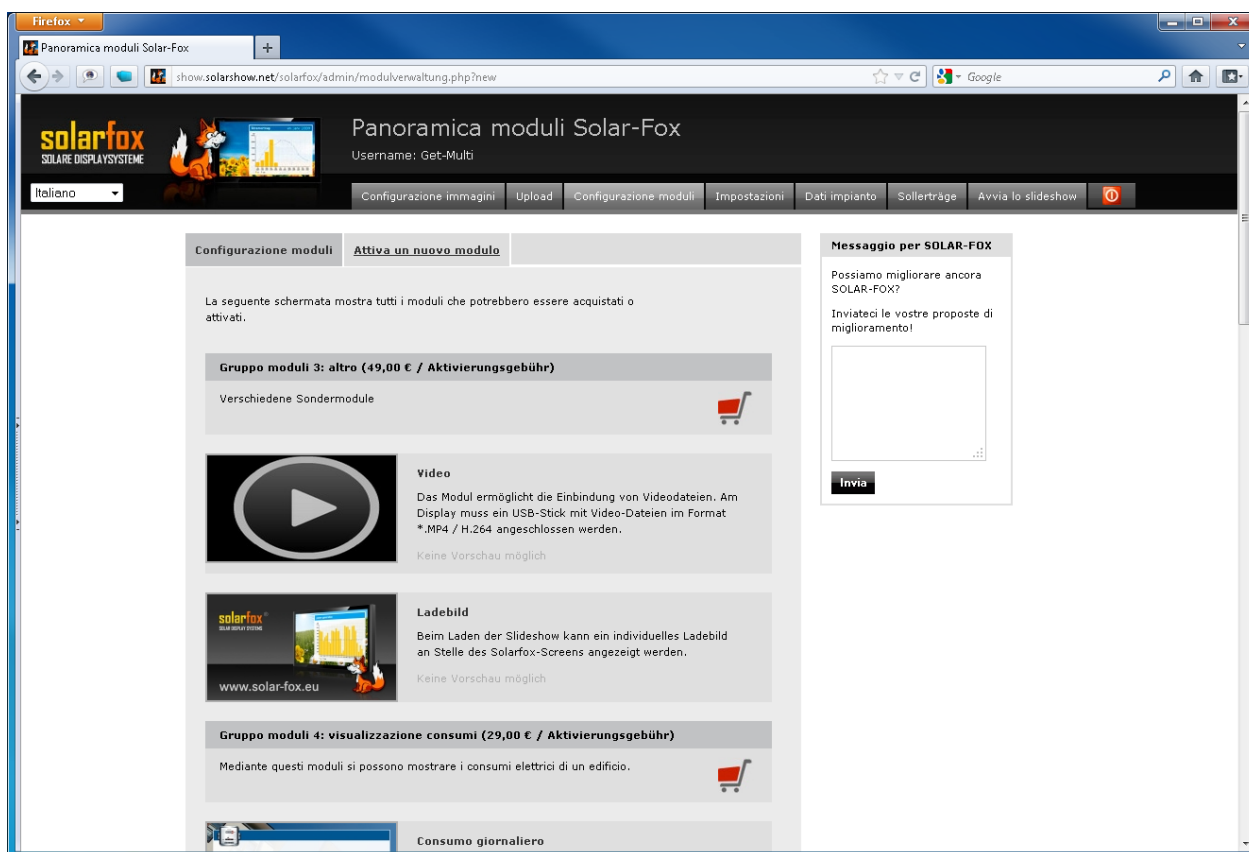 Firefox
Panoramica moduli Solar-Fox
show.solarshow.net/solarfox/admin/modulverwaltung.php?new
Google
solarfox
SOLARE DISPLAYSYSTEME
Panoramica moduli Solar-Fox
Username: Get-Multi
Italiano
Configurazione immagini
Upload
Configurazione moduli
Impostazioni
Dati impianto
Sollerträge
Avvia lo slideshow
Configurazione moduli
Attiva un nuovo modulo
La seguente schermata mostra tutti i moduli che potrebbero essere acquistati o
attivati.
Gruppo moduli 3: altro (49,00 € / Aktivierungsgebühr)
Verschiedene Sondermodule
Video
Das Modul ermöglicht die Einbindung von Videodateien. Am
Display muss ein USB-Stick mit Video-Dateien im Format
*.MP4 / H.264 angeschlossen werden.
Keine Vorschau möglich
solarfox
www.solar-fox.eu
Ladebild
Beim Laden der Slideshow kann ein individuelles Ladebild
an Stelle des Solarfox-Screens angezeigt werden.
Keine Vorschau möglich
Gruppo moduli 4: visualizzazione consumi (29,00 € / Aktivierungsgebühr)
Mediante questi moduli si possono mostrare i consumi elettrici di un edificio.
Consumo giornaliero
Messaggio per SOLAR-FOX
Possiamo migliorare ancora
SOLAR-FOX?
Inviateci le vostre proposte di
miglioramento!
Invia